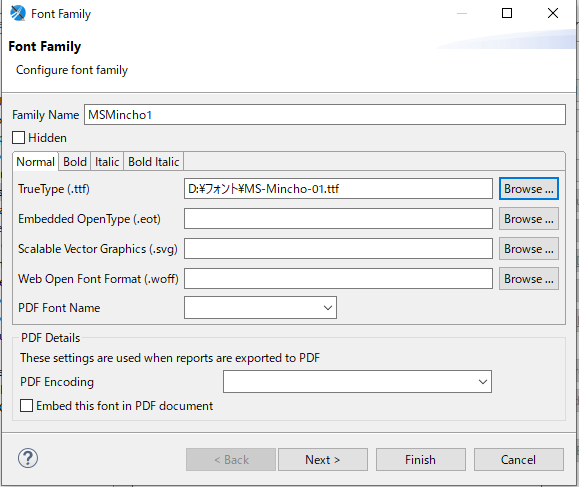 Font Family
Font Family
Configure font family
Family Name MSMincho1
Hidden
Normal Bold Italic Bold Italic
TrueType (.ttf) D:¥フォント¥MS-Mincho-01.ttf Browse ...
Embedded OpenType (.eot) Browse ...
Scalable Vector Graphics (.svg) Browse ...
Web Open Font Format (.woff) Browse ...
PDF Font Name
PDF Details
These settings are used when reports are exported to PDF
PDF Encoding
Embed this font in PDF document
? < Back Next > Finish Cancel